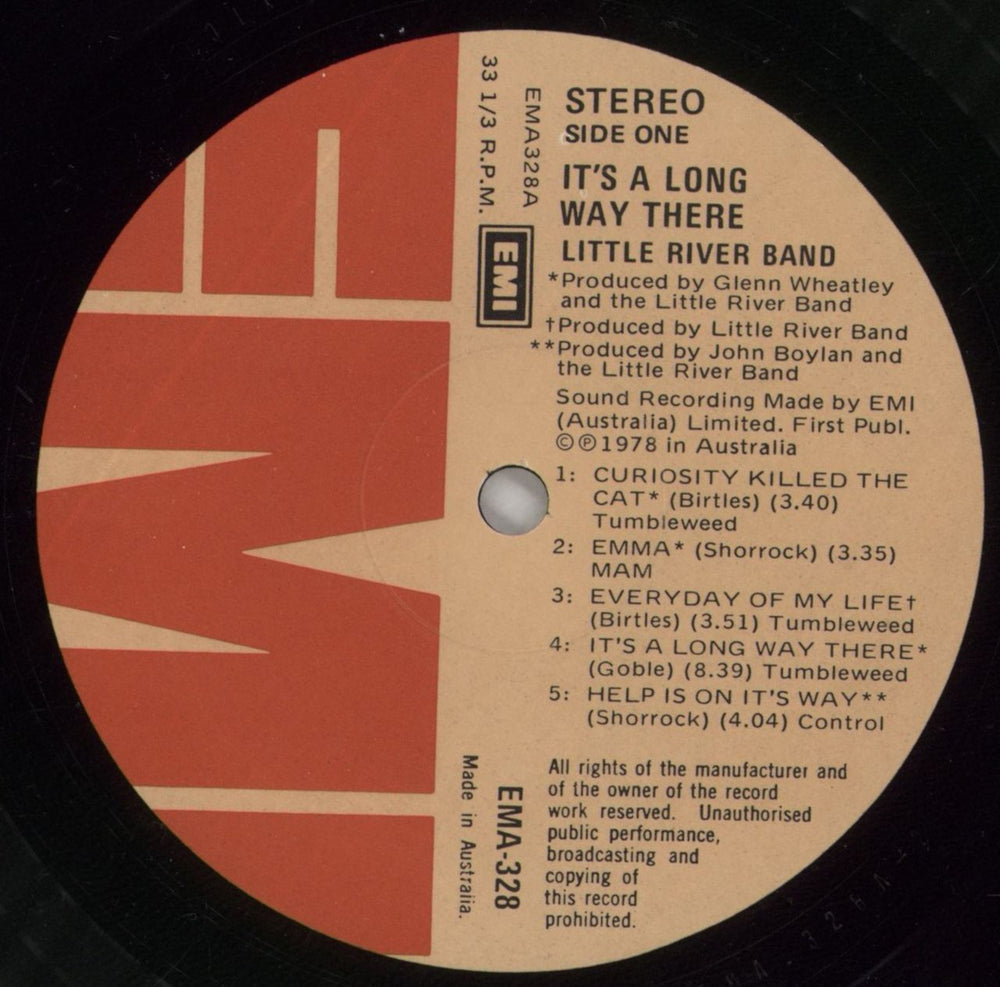 33 1/3 R.P.M.
EMA328A
EMI
STEREO
SIDE ONE
IT'S A LONG
WAY THERE
LITTLE RIVER BAND
*Produced by Glenn Wheatley
and the Little River Band
†Produced by Little River Band
**Produced by John Boylan and
the Little River Band
Sound Recording Made by EMI
(Australia) Limited. First Publ.
©℗1978 in Australia
1: CURIOSITY KILLED THE
CAT* (Birtles) (3.40)
Tumbleweed
2: EMMA* (Shorrock) (3.35)
MAM
3: EVERYDAY OF MY LIFE†
(Birtles) (3.51) Tumbleweed
4: IT'S A LONG WAY THERE*
(Goble) (8.39) Tumbleweed
5: HELP IS ON IT'S WAY**
(Shorrock) (4.04) Control
All rights of the manufacturer and
of the owner of the record
work reserved. Unauthorised
public performance,
broadcasting and
copying of
this record
prohibited.
EMA-328
Made in Australia.
EMI